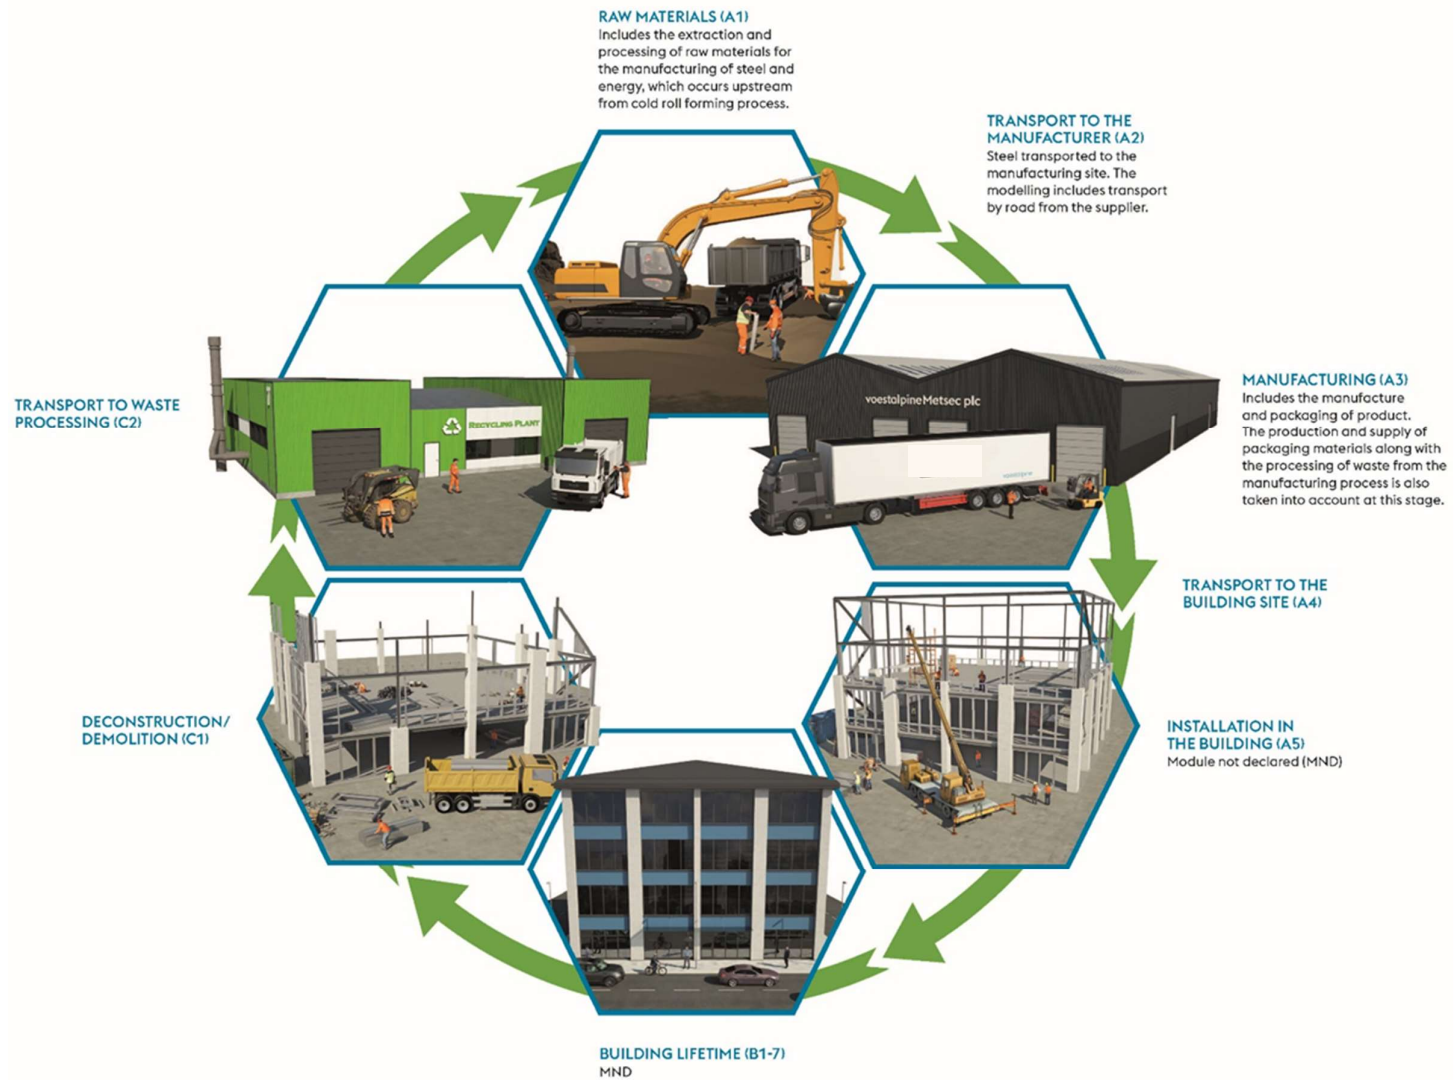 RAW MATERIALS (A1)
Includes the extraction and
processing of raw materials for
the manufacturing of steel and
energy, which occurs upstream
from cold roll forming process.
TRANSPORT TO THE
MANUFACTURER (A2)
Steel transported to the
manufacturing site. The
modelling includes transport
by road from the supplier.
MANUFACTURING (A3)
Includes the manufacture
and packaging of product.
The production and supply of
packaging materials along with
the processing of waste from the
manufacturing process is also
taken into account at this stage.
voestalpine Metsec plc
voestalpine
TRANSPORT TO THE
BUILDING SITE (A4)
INSTALLATION IN
THE BUILDING (A5)
Module not declared (MND)
BUILDING LIFETIME (B1-7)
MND
DECONSTRUCTION/
DEMOLITION (C1)
TRANSPORT TO WASTE
PROCESSING (C2)
RECYCLING PLANT